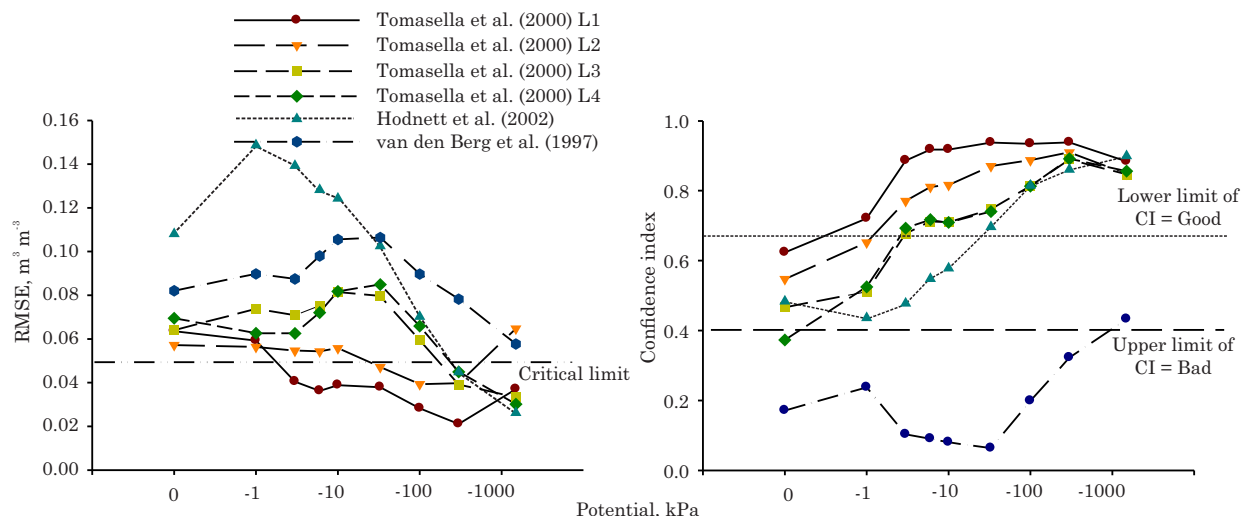 Tomasella et al. (2000) L1
Tomasella et al. (2000) L2
Tomasella et al. (2000) L3
Tomasella et al. (2000) L4
Hodnett et al. (2002)
van den Berg et al. (1997)
RMSE, m³ m⁻³
0.16
0.14
0.12
0.10
0.08
0.06
0.04
0.02
0.00
Critical limit
0
-1
-10
-100
-1000
Confidence index
1.0
0.8
0.6
0.4
0.2
0.0
Lower limit of
CI = Good
Upper limit of
CI = Bad
0
-1
-10
-100
-1000
Potential, kPa